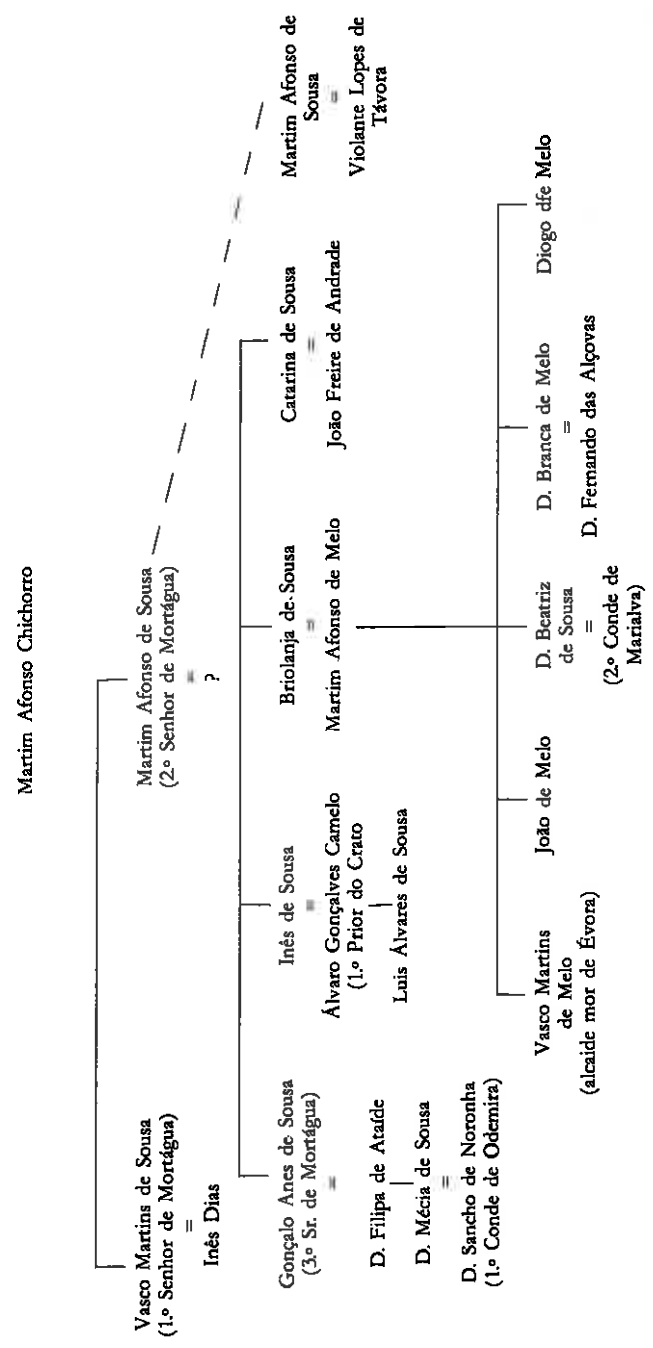 Martim Afonso Chichorro
Vasco Martins de Sousa
(1.º Senhor de Mortágua)
=
Inês Dias
Martim Afonso de Sousa
(2.º Senhor de Mortágua)
=
?
Gonçalo Anes de Sousa
(3.º Sr. de Mortágua)
=
D. Filipa de Ataíde
D. Mécia de Sousa
=
D. Sancho de Noronha
(1.º Conde de Odemira)
Inês de Sousa
=
Álvaro Gonçalves Camelo
(1.º Prior do Crato)
Luis Álvares de Sousa
Briolanja de Sousa
=
Martim Afonso de Melo
Catarina de Sousa
=
João Freire de Andrade
Martim Afonso de
Sousa
=
Violante Lopes de
Távora
Vasco Martins
de Melo
(alcaide mor de Évora)
João de Melo
D. Beatriz
de Sousa
=
(2.º Conde de
Marialva)
D. Branca de Melo
=
D. Fernando das Alçovas
Diogo dfe Melo